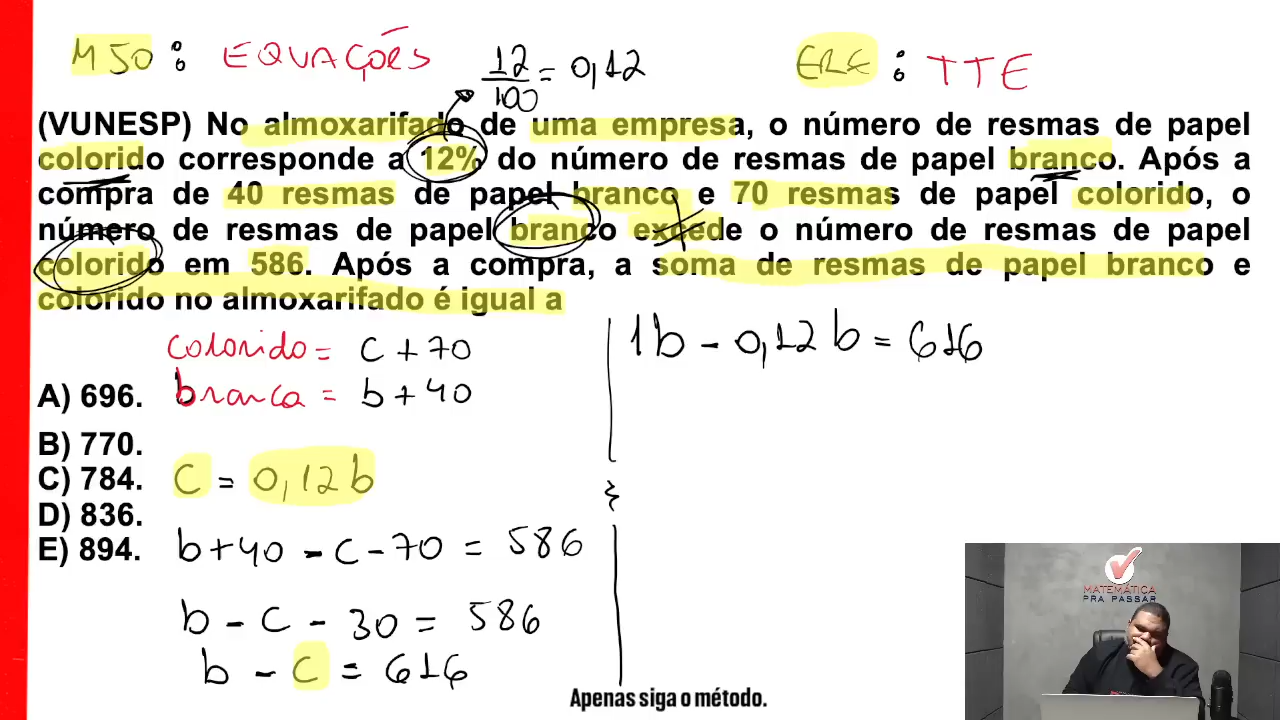 M50 : EQUAÇÕES
12/100 = 0,12
ERE : TTE
(VUNESP) No almoxarifado de uma empresa, o número de resmas de papel
colorido corresponde a 12% do número de resmas de papel branco. Após a
compra de 40 resmas de papel branco e 70 resmas de papel colorido, o
número de resmas de papel branco excede o número de resmas de papel
colorido em 586. Após a compra, a soma de resmas de papel branco e
colorido no almoxarifado é igual a
colorido = c + 70
A) 696. branca = b + 40
B) 770.
C) 784. C = 0,12b
D) 836.
E) 894. b + 40 - c - 70 = 586
b - c - 30 = 586
b - c = 616
1b - 0,12b = 616
MATEMÁTICA
PRA PASSAR
Apenas siga o método.